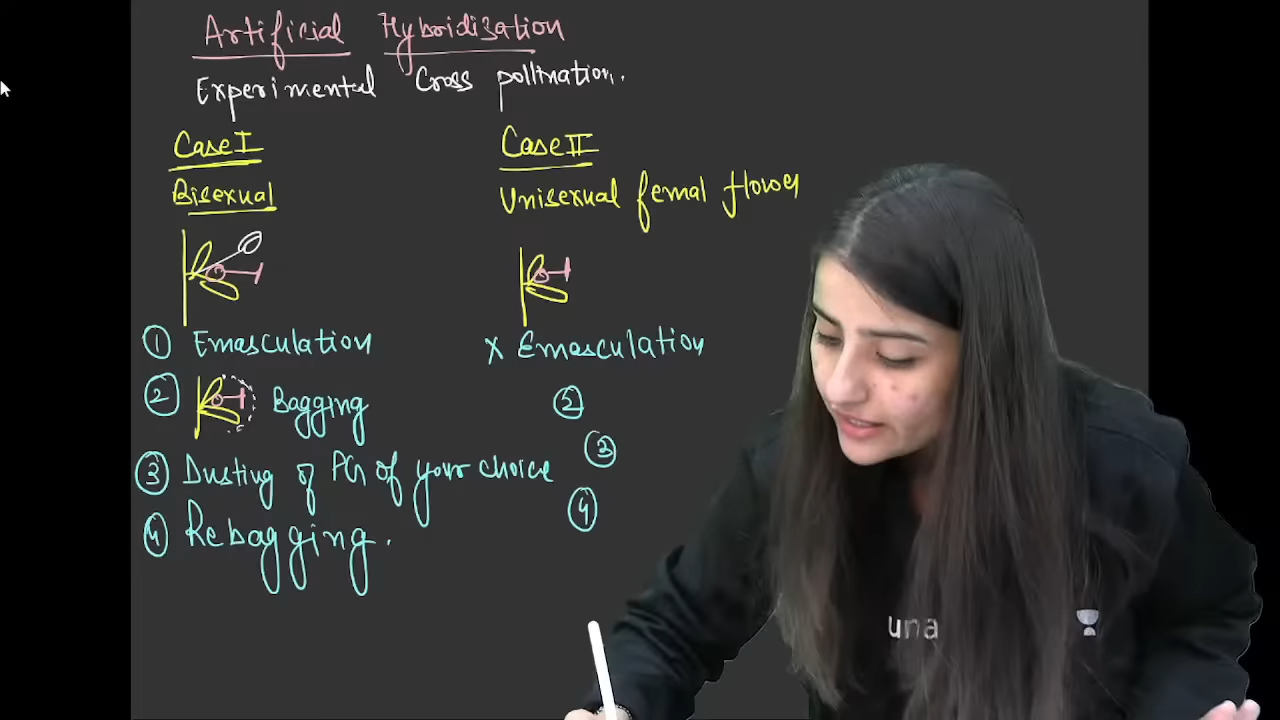 Artificial Hybridisation
Experimental Cross pollination.
Case I
Bisexual
① Emasculation
② Bagging
③ Dusting of PG of your choice
④ Rebagging.
Case II
Unisexual femal flower
x Emasculation
②
③
④
una